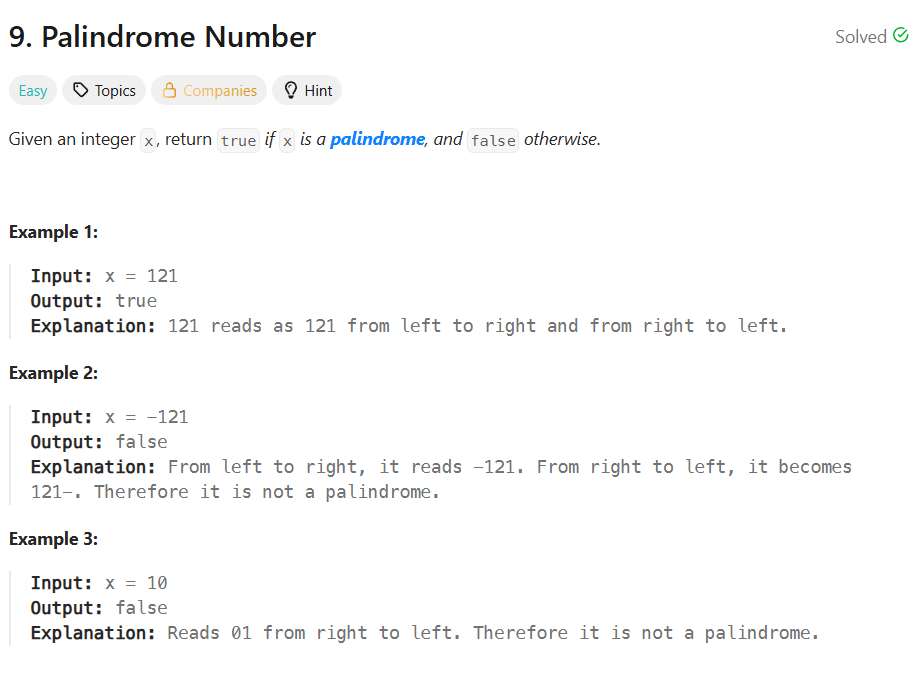 9. Palindrome Number
Solved
Easy
Topics
Companies
Hint
Given an integer x, return true if x is a palindrome, and false otherwise.
Example 1:
Input: x = 121
Output: true
Explanation: 121 reads as 121 from left to right and from right to left.
Example 2:
Input: x = -121
Output: false
Explanation: From left to right, it reads -121. From right to left, it becomes
121-. Therefore it is not a palindrome.
Example 3:
Input: x = 10
Output: false
Explanation: Reads 01 from right to left. Therefore it is not a palindrome.